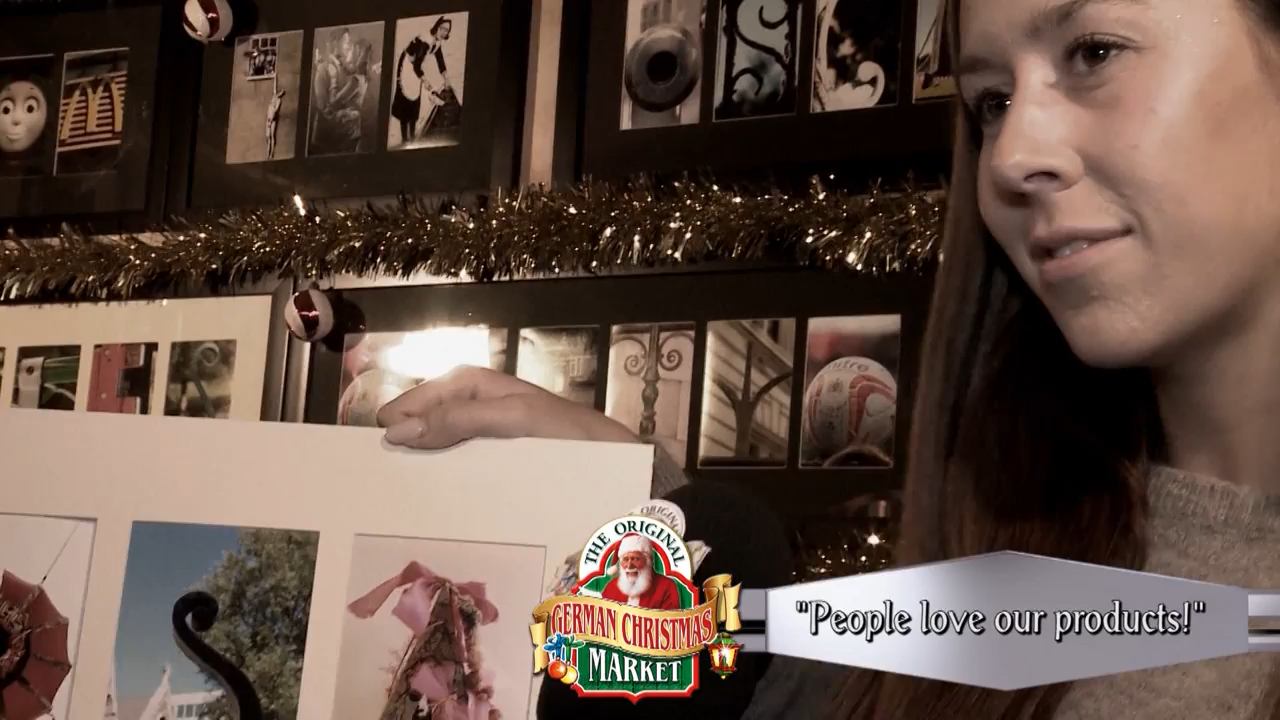 THE ORIGINAL
GERMAN CHRISTMAS
MARKET
"People love our products!"